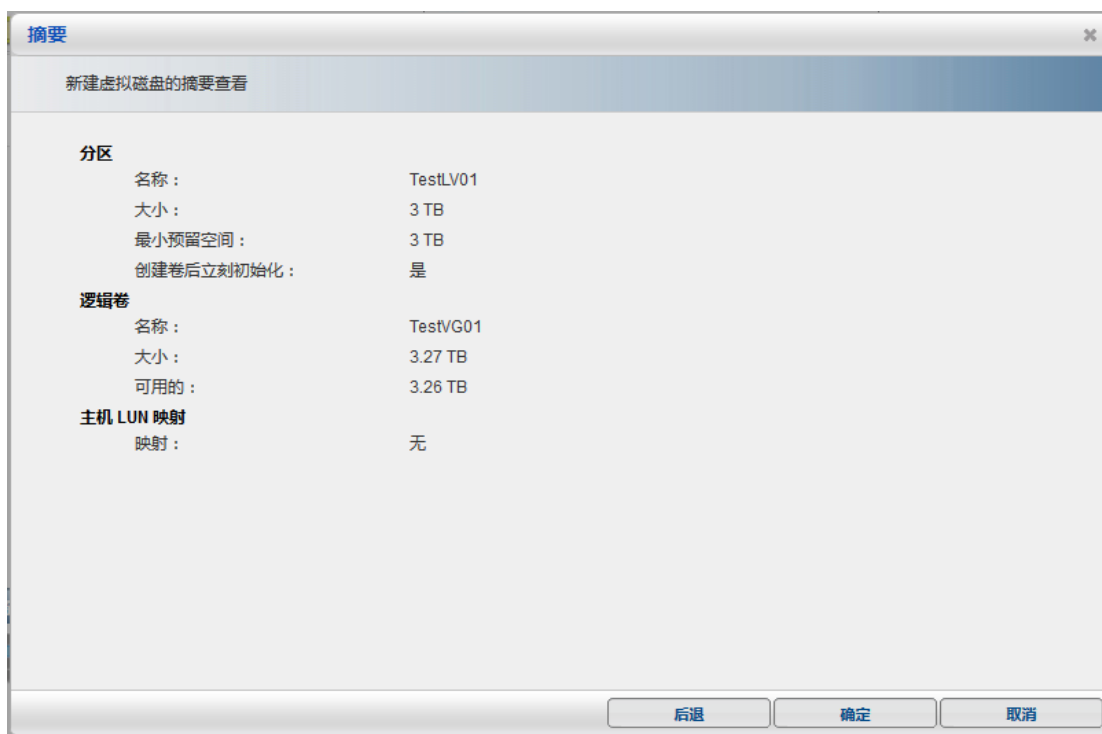 摘要
新建虚拟磁盘的摘要查看
分区
名称： TestLV01
大小： 3 TB
最小预留空间： 3 TB
创建卷后立刻初始化： 是
逻辑卷
名称： TestVG01
大小： 3.27 TB
可用的： 3.26 TB
主机 LUN 映射
映射： 无
后退 确定 取消